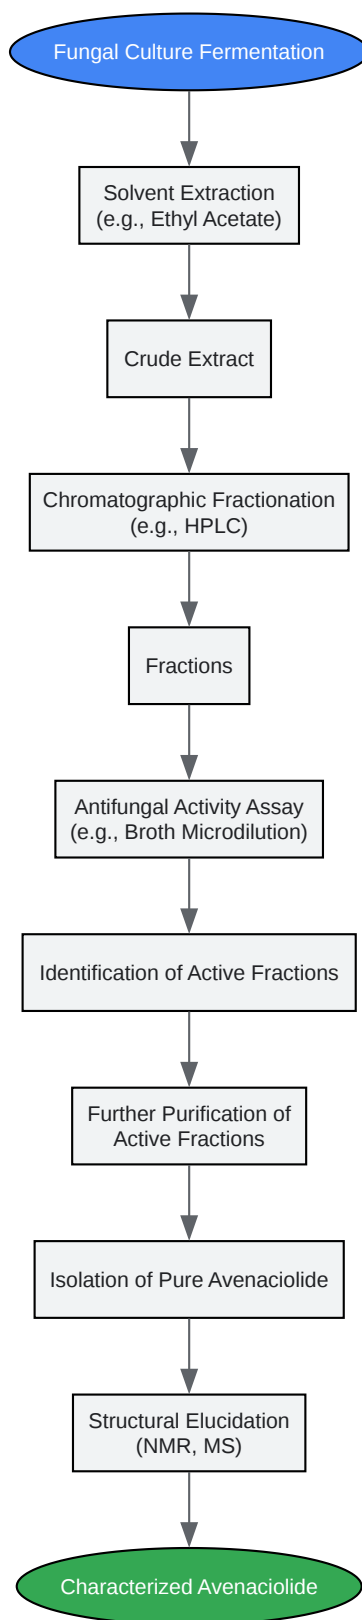 Fungal Culture Fermentation
Solvent Extraction
(e.g., Ethyl Acetate)
Crude Extract
Chromatographic Fractionation
(e.g., HPLC)
Fractions
Antifungal Activity Assay
(e.g., Broth Microdilution)
Identification of Active Fractions
Further Purification of
Active Fractions
Isolation of Pure Avenaciolide
Structural Elucidation
(NMR, MS)
Characterized Avenaciolide